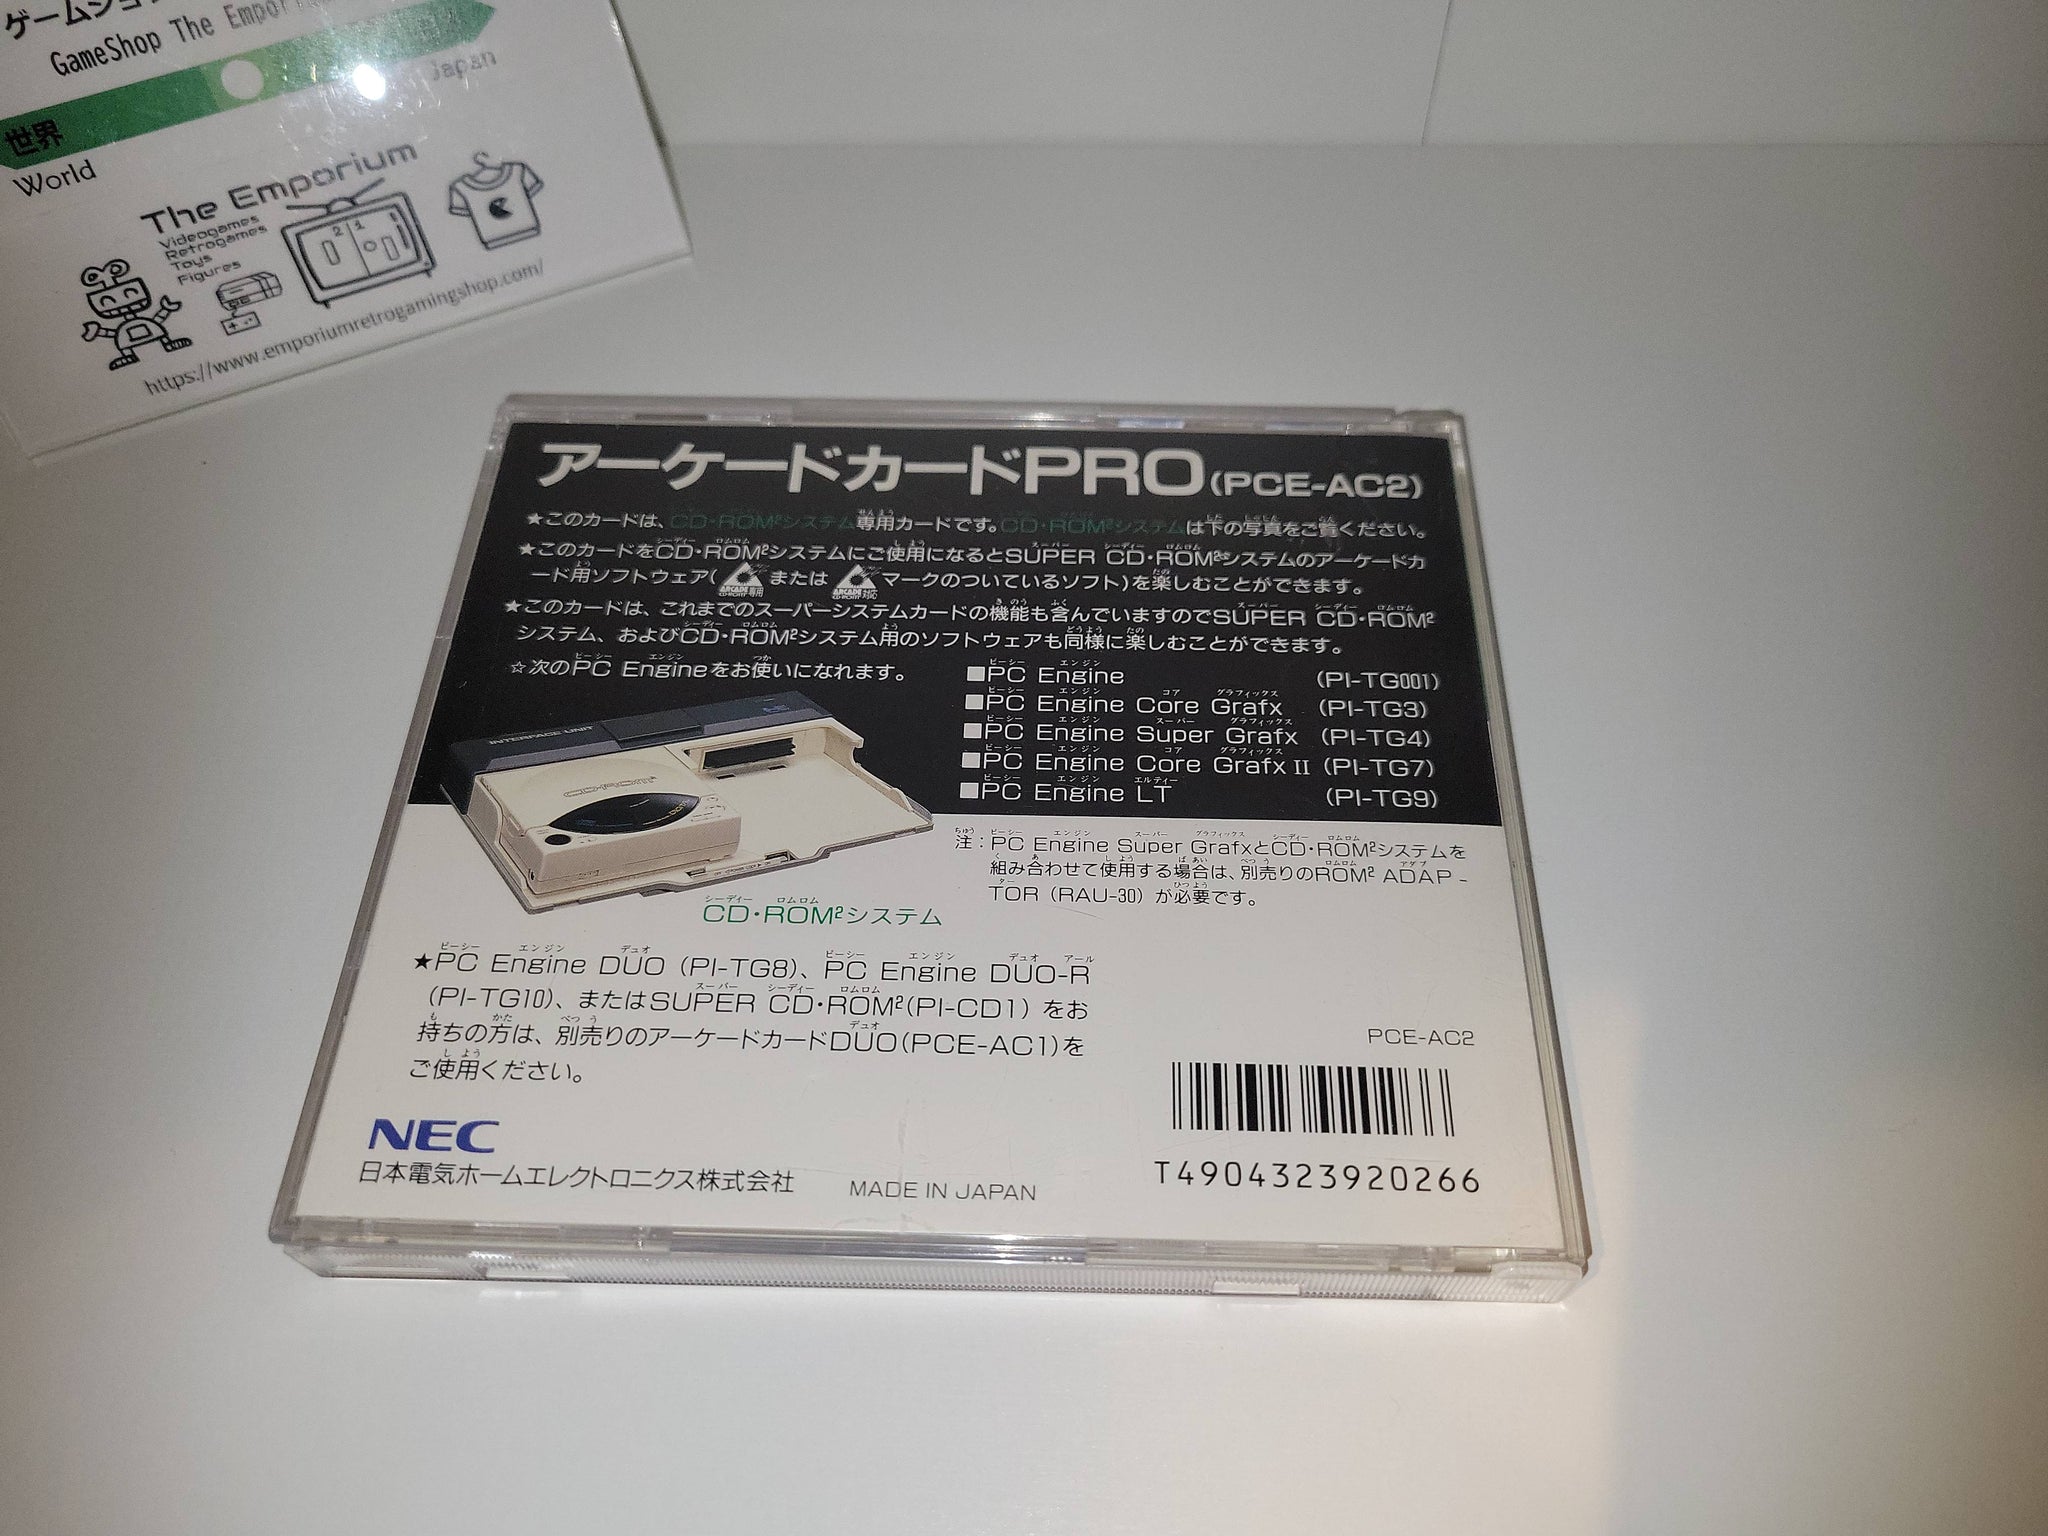 ゲームショ
GameShop The Empori
Japan
世界
World
The Emporium
Videogames
Retrogames
Toys
Figures
2 1
https://www.emporiumretrogamingshop.com/
アーケードカードPRO(PCE-AC2)
★このカードは、CD・ROM²システム専用カードです。CD・ROM²システムは下の写真をご覧ください。
★このカードをCD・ROM²システムにご使用になるとSUPER CD・ROM²システムのアーケードカ
ード用ソフトウェア(ARCADE CD-ROM専用または ARCADE CD-ROM対応マークのついているソフト)を楽しむことができます。
★このカードは、これまでのスーパーシステムカードの機能も含んでいますのでSUPER CD・ROM²
システム、およびCD・ROM²システム用のソフトウェアも同様に楽しむことができます。
☆次のPC Engineをお使いになれます。
■PC Engine (PI-TG001)
■PC Engine Core Grafx (PI-TG3)
■PC Engine Super Grafx (PI-TG4)
■PC Engine Core GrafxⅡ (PI-TG7)
■PC Engine LT (PI-TG9)
INTERFACE UNIT
CD-ROM²
CD・ROM²システム
注：PC Engine Super GrafxとCD・ROM²システムを
組み合わせて使用する場合は、別売りのROM² ADAP-
TOR (RAU-30) が必要です。
★PC Engine DUO (PI-TG8)、PC Engine DUO-R
(PI-TG10)、またはSUPER CD・ROM²(PI-CD1) をお
持ちの方は、別売りのアーケードカードDUO(PCE-AC1)を
ご使用ください。
PCE-AC2
T4904323920266
NEC
日本電気ホームエレクトロニクス株式会社
MADE IN JAPAN